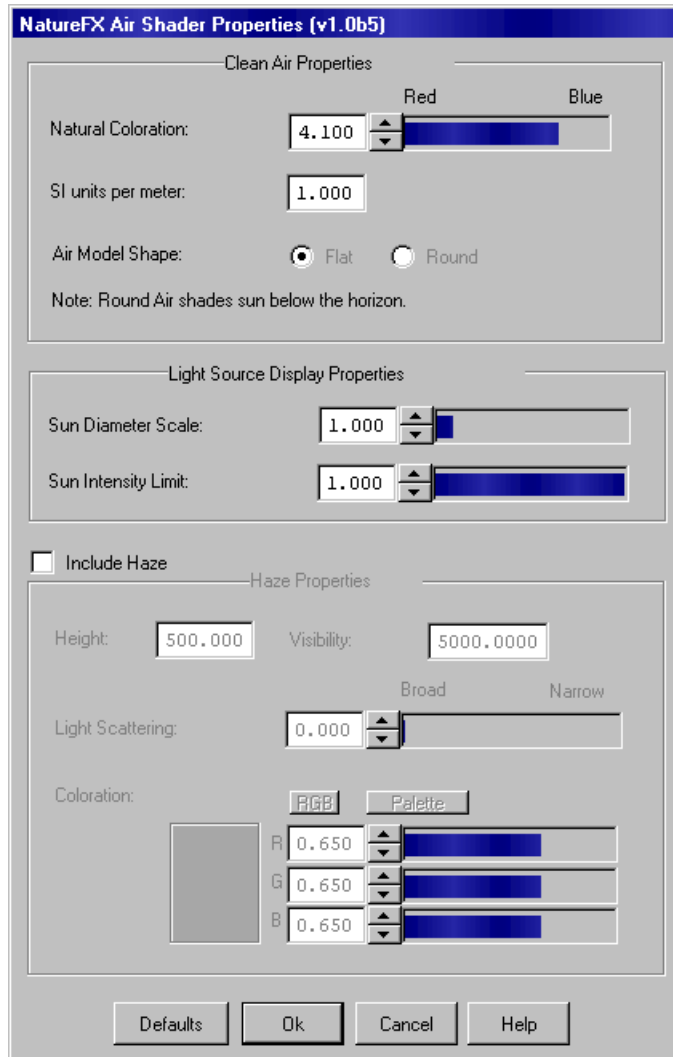 NatureFX Air Shader Properties (v1.0b5)
Clean Air Properties
Red Blue
Natural Coloration: 4.100
SI units per meter: 1.000
Air Model Shape: Flat Round
Note: Round Air shades sun below the horizon.
Light Source Display Properties
Sun Diameter Scale: 1.000
Sun Intensity Limit: 1.000
Include Haze
Haze Properties
Height: 500.000 Visibility: 5000.0000
Broad Narrow
Light Scattering: 0.000
Coloration: RGB Palette
R 0.650
G 0.650
B 0.650
Defaults Ok Cancel Help